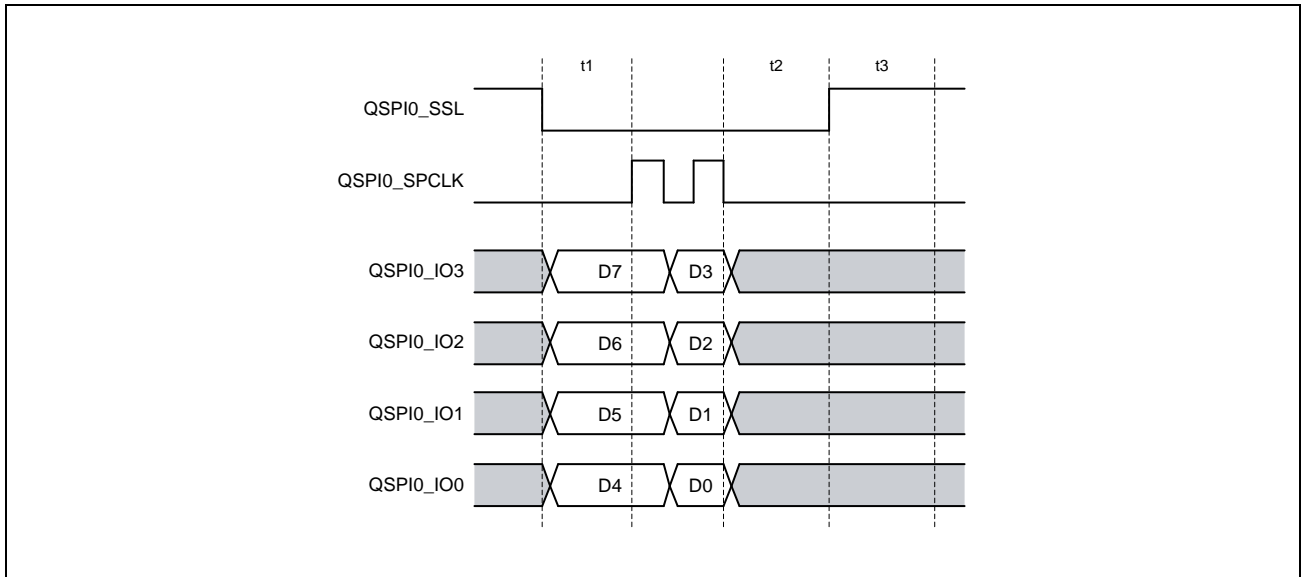 t1 t2 t3
QSPI0_SSL
QSPI0_SPCLK
QSPI0_IO3 D7 D3
QSPI0_IO2 D6 D2
QSPI0_IO1 D5 D1
QSPI0_IO0 D4 D0